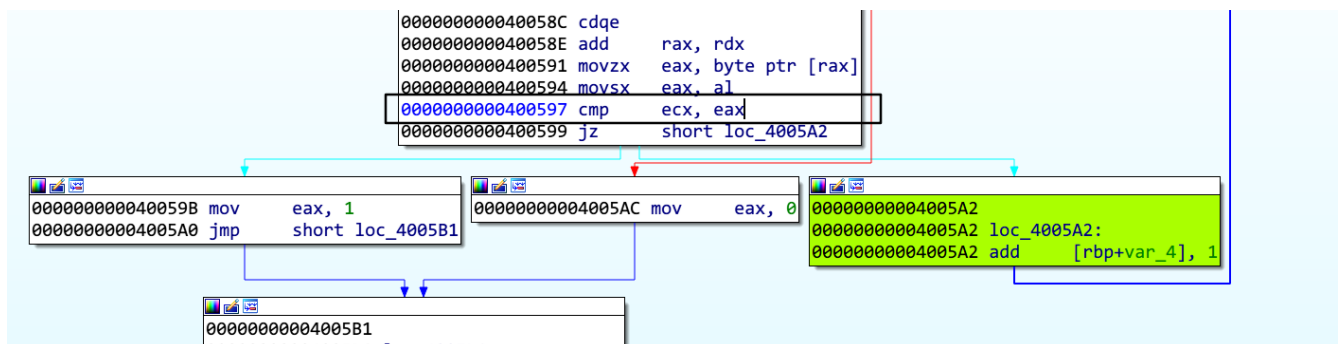 000000000040058C cdqe
000000000040058E add     rax, rdx
0000000000400591 movzx   eax, byte ptr [rax]
0000000000400594 movsx   eax, al
0000000000400597 cmp     ecx, eax
0000000000400599 jz      short loc_4005A2
000000000040059B mov     eax, 1
00000000004005A0 jmp     short loc_4005B1
00000000004005AC mov     eax, 0
00000000004005A2
00000000004005A2 loc_4005A2:
00000000004005A2 add     [rbp+var_4], 1
00000000004005B1